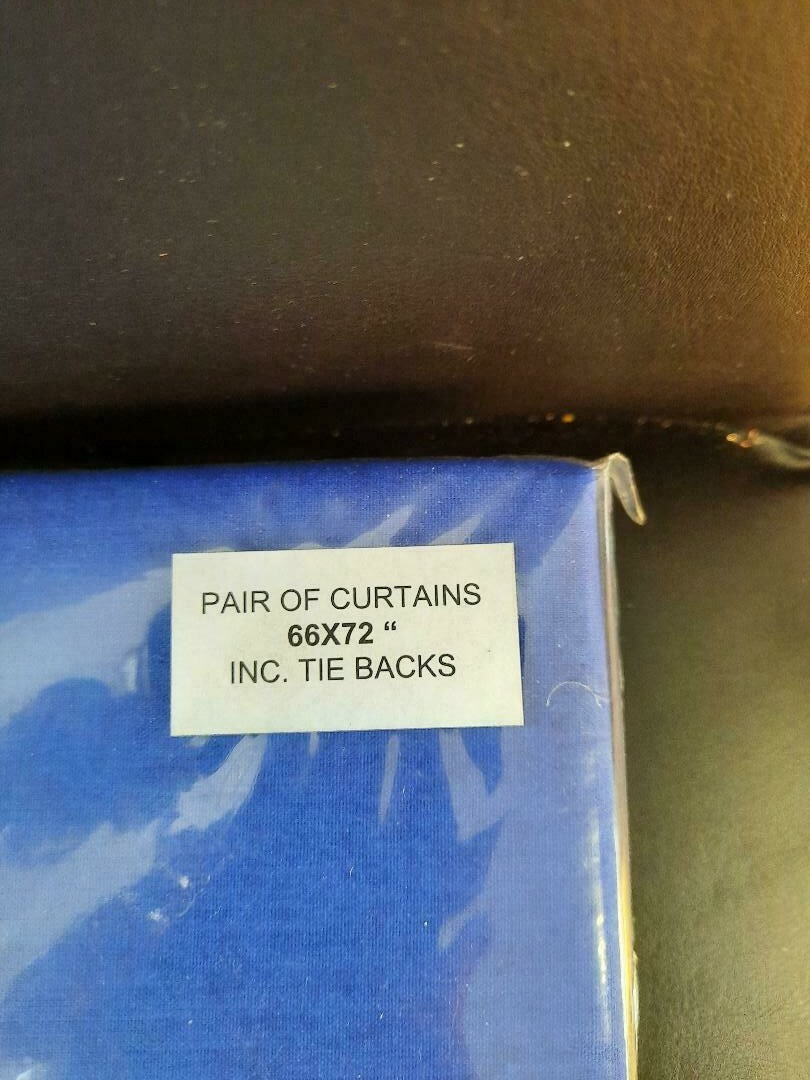 PAIR OF CURTAINS
66X72 “
INC. TIE BACKS